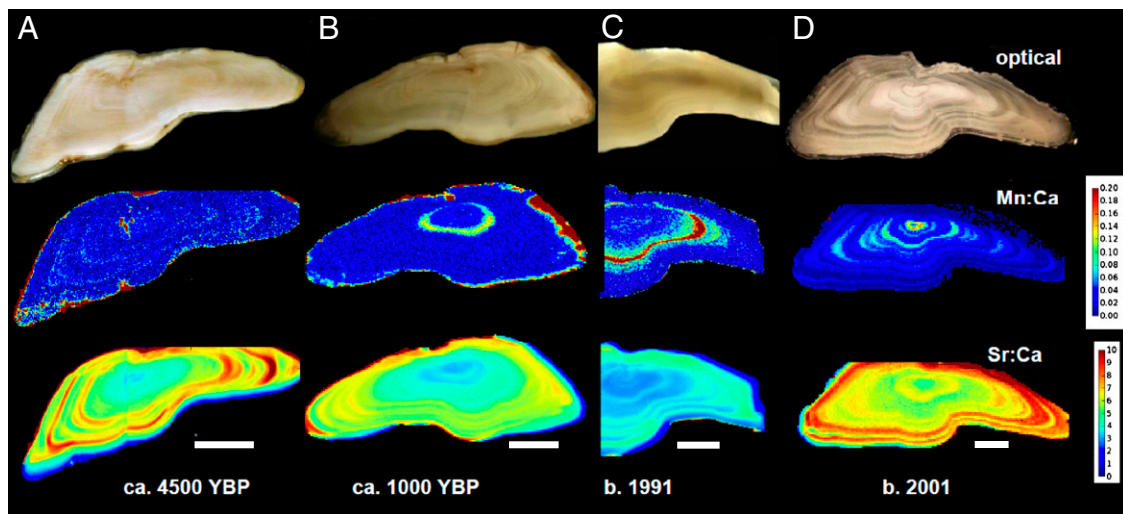 A
B
C
D
optical
Mn:Ca
0.20
0.18
0.16
0.14
0.12
0.10
0.08
0.06
0.04
0.02
0.00
Sr:Ca
10
9
8
7
6
5
4
3
2
1
0
ca. 4500 YBP
ca. 1000 YBP
b. 1991
b. 2001